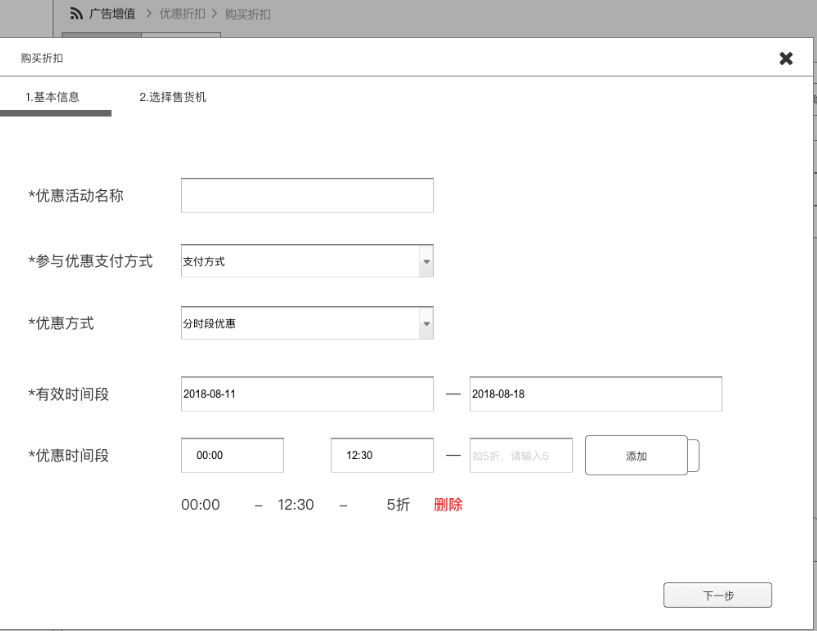 广告增值 > 优惠折扣 > 购买折扣
购买折扣
1.基本信息 2.选择售货机
*优惠活动名称
*参与优惠支付方式 支付方式
*优惠方式 分时段优惠
*有效时间段 2018-08-11 — 2018-08-18
*优惠时间段 00:00 12:30 — 如5折，请输入5 添加
00:00 – 12:30 – 5折 删除
下一步